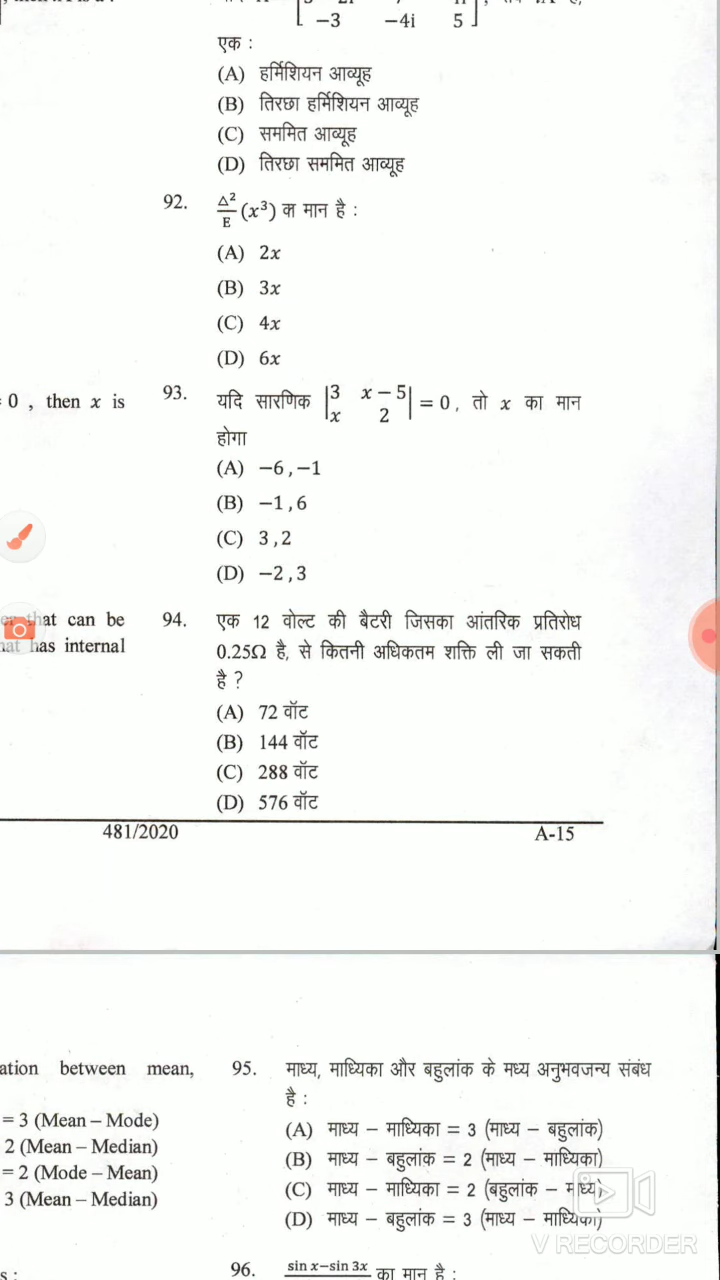 −3 −4i 5
एक :
(A) हर्मिशियन आव्यूह
(B) तिरछा हर्मिशियन आव्यूह
(C) सममित आव्यूह
(D) तिरछा सममित आव्यूह
92. Δ²/E (x³) का मान है :
(A) 2x
(B) 3x
(C) 4x
(D) 6x
= 0 , then x is
93. यदि सारणिक |3 x − 5|
|x 2| = 0, तो x का मान
होगा
(A) −6 , −1
(B) −1 , 6
(C) 3 , 2
(D) −2 , 3
that can be
has internal
94. एक 12 वोल्ट की बैटरी जिसका आंतरिक प्रतिरोध
0.25Ω है, से कितनी अधिकतम शक्ति ली जा सकती
है ?
(A) 72 वॉट
(B) 144 वॉट
(C) 288 वॉट
(D) 576 वॉट
481/2020 A-15
ation between mean,
= 3 (Mean – Mode)
2 (Mean – Median)
= 2 (Mode – Mean)
3 (Mean – Median)
95. माध्य, माध्यिका और बहुलांक के मध्य अनुभवजन्य संबंध
है :
(A) माध्य – माध्यिका = 3 (माध्य – बहुलांक)
(B) माध्य – बहुलांक = 2 (माध्य – माध्यिका)
(C) माध्य – माध्यिका = 2 (बहुलांक – माध्य)
(D) माध्य – बहुलांक = 3 (माध्य – माध्यिका)
V RECORDER
96. sin x−sin 3x का मान है :